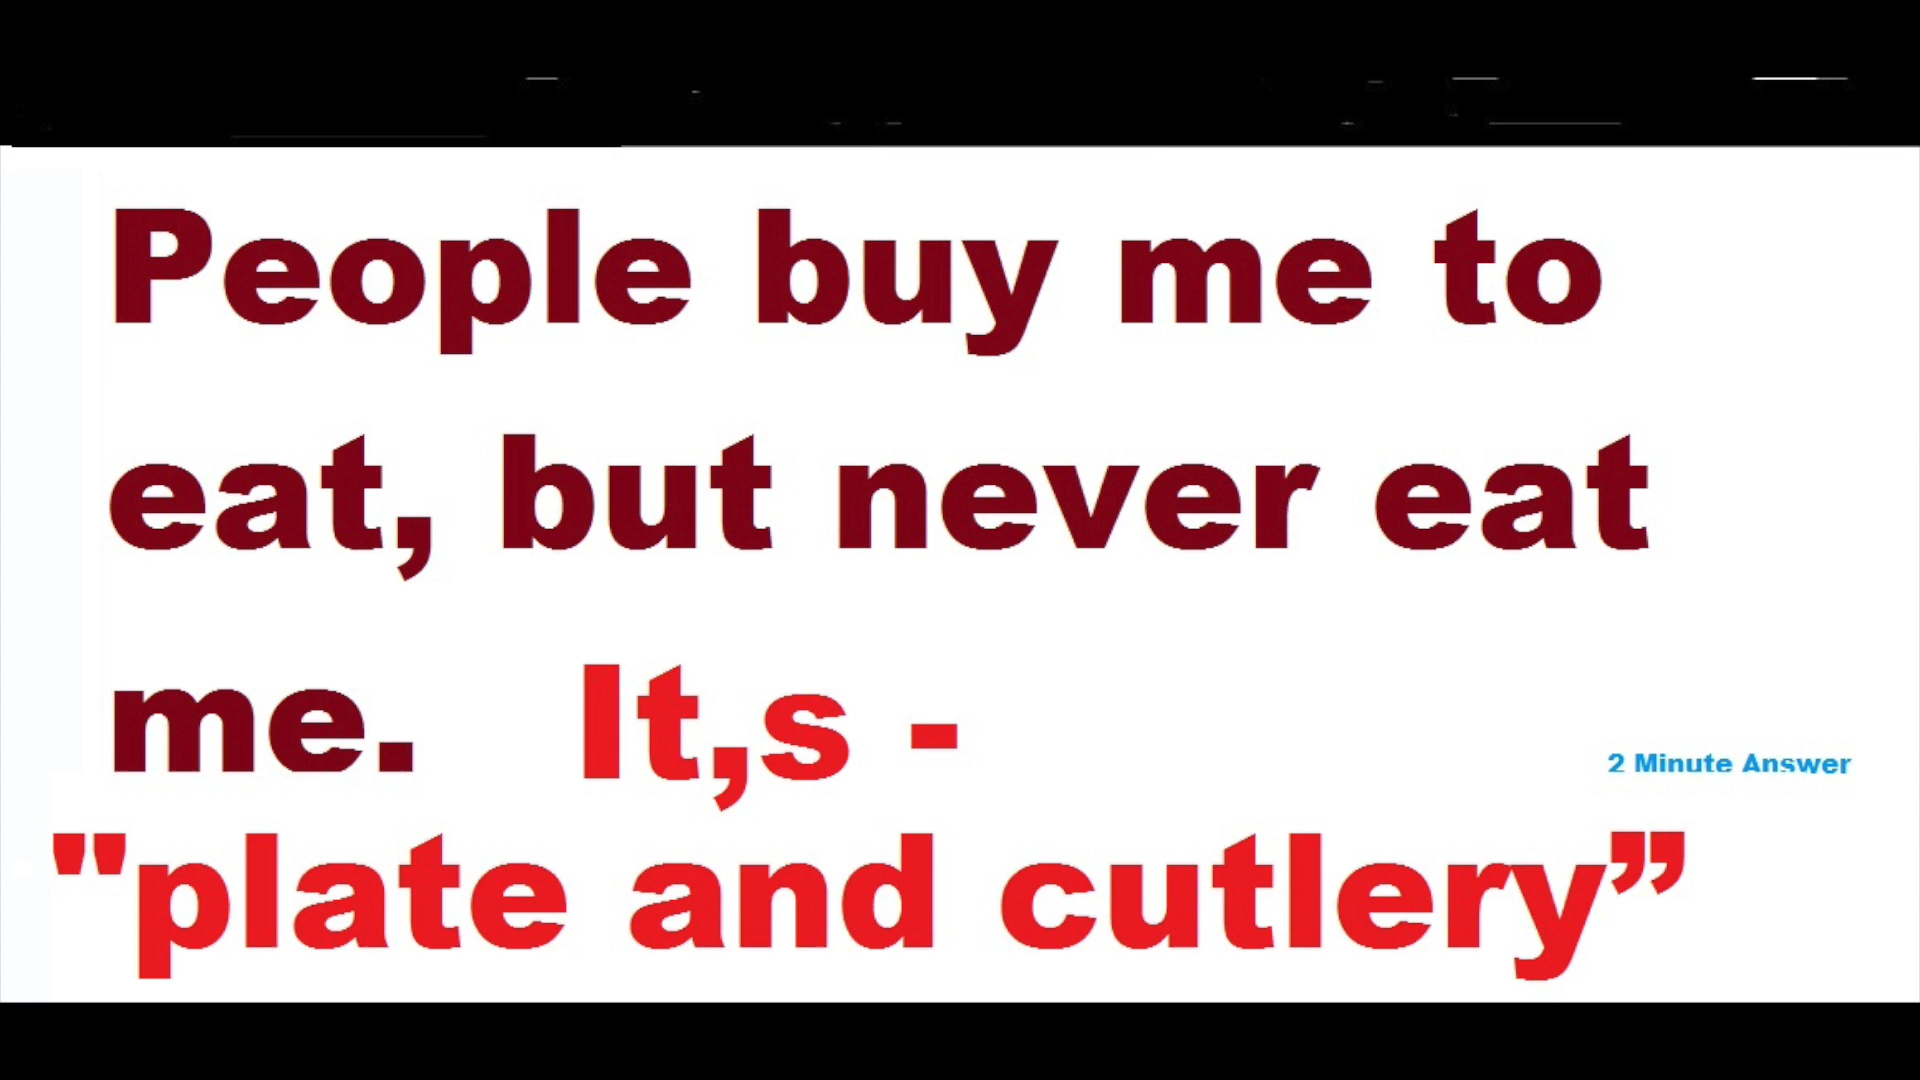 People buy me to
eat, but never eat
me. It,s -
2 Minute Answer
"plate and cutlery”